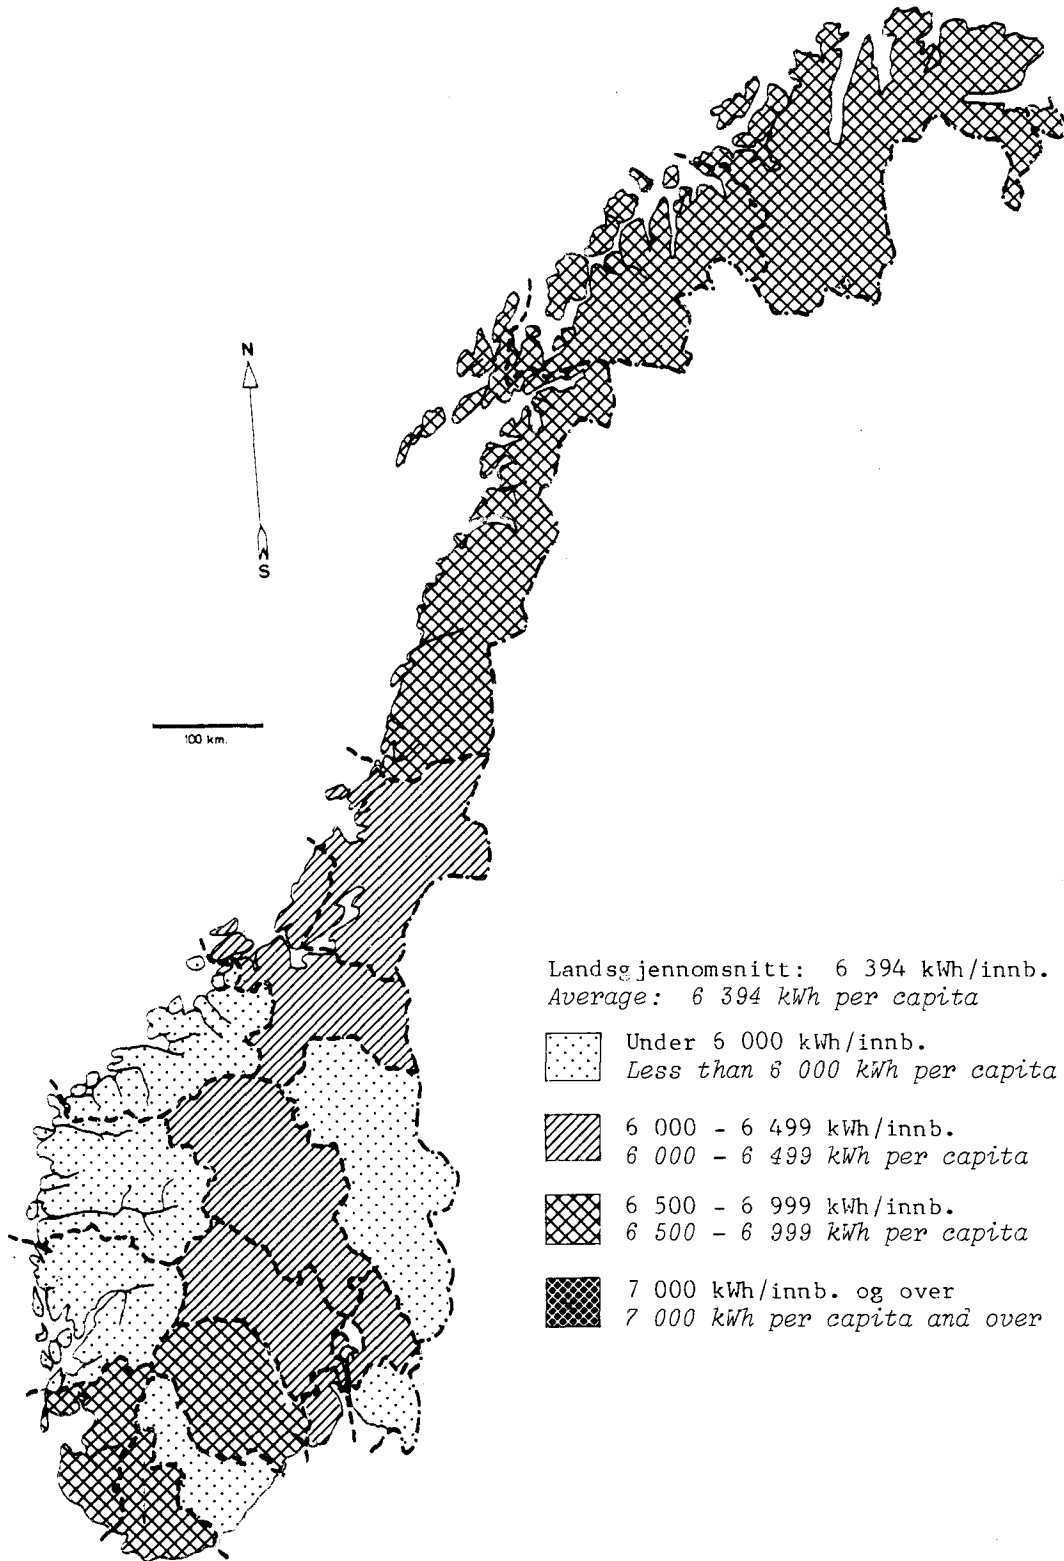 N
S
100 km.
Landsgjennomsnitt: 6 394 kWh/innb.
Average: 6 394 kWh per capita
Under 6 000 kWh/innb.
Less than 6 000 kWh per capita
6 000 - 6 499 kWh/innb.
6 000 - 6 499 kWh per capita
6 500 - 6 999 kWh/innb.
6 500 - 6 999 kWh per capita
7 000 kWh/innb. og over
7 000 kWh per capita and over